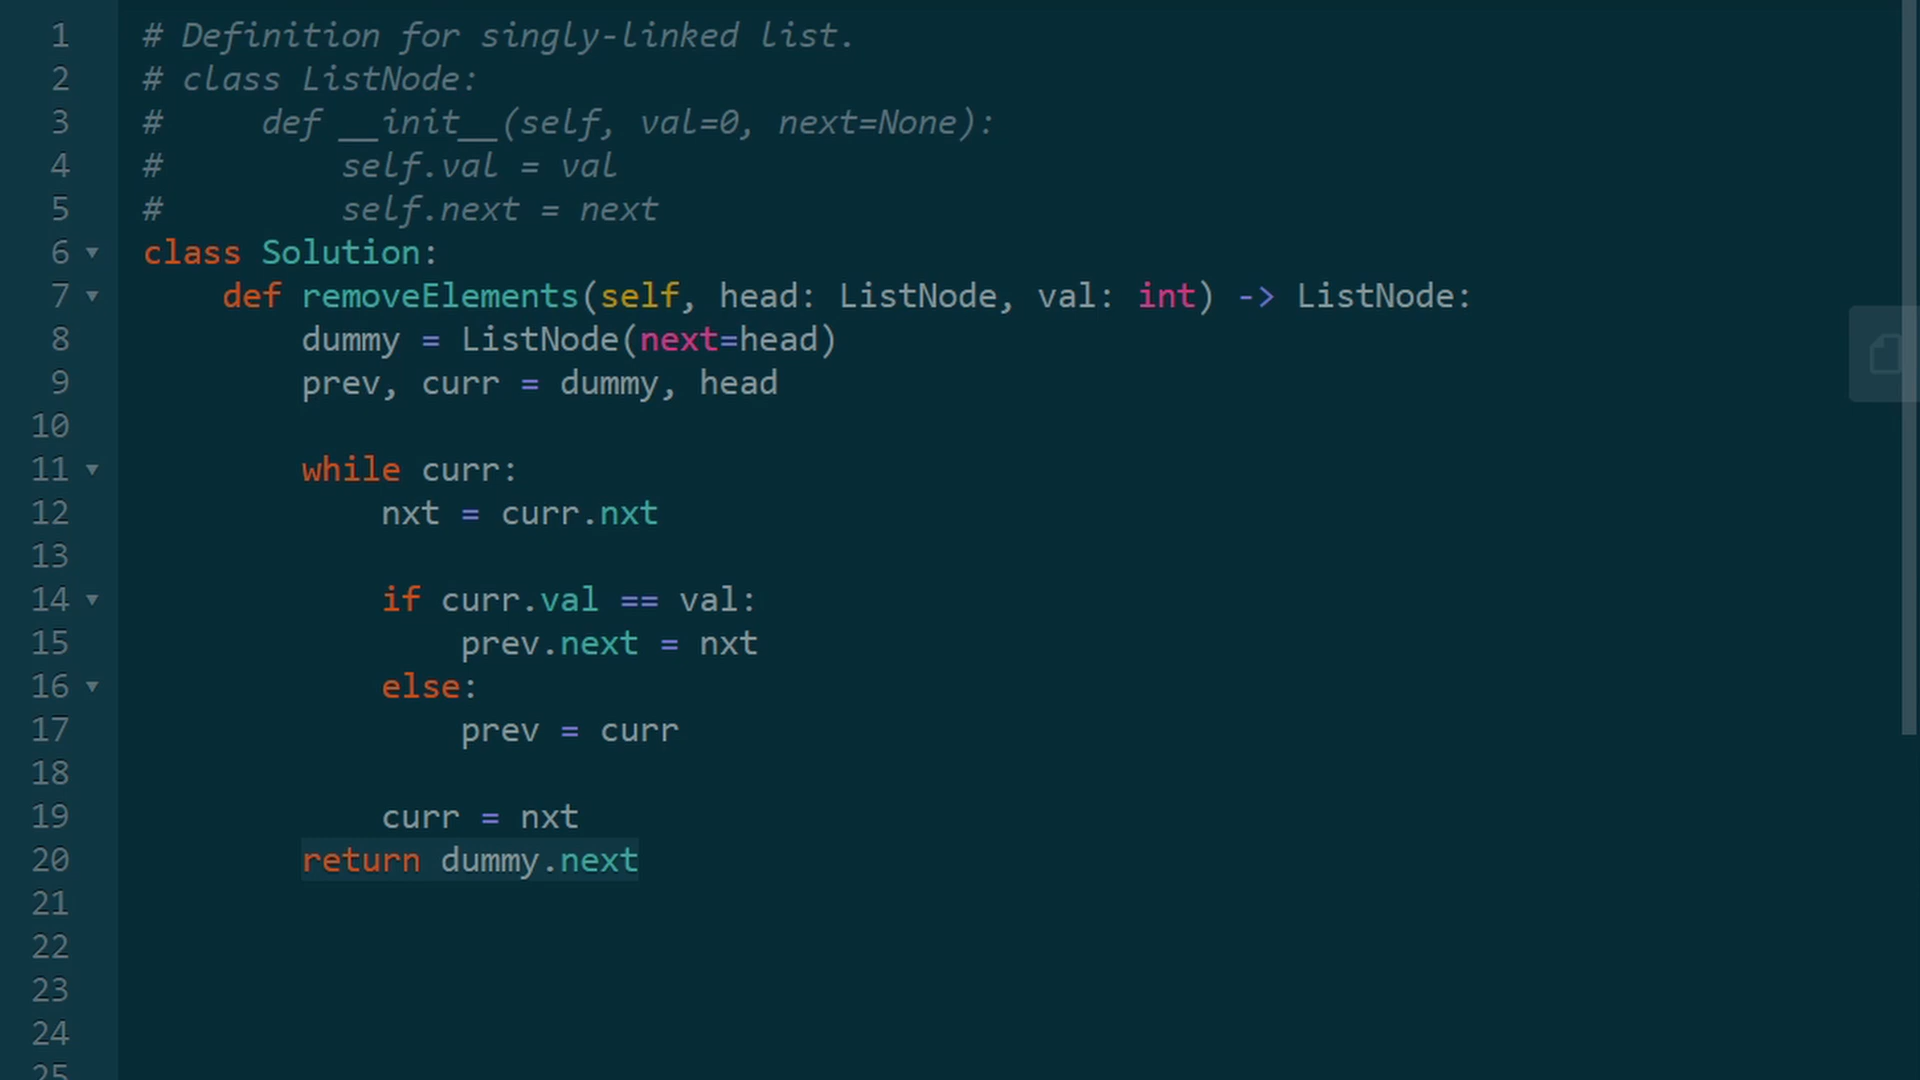 1 # Definition for singly-linked list.
2 # class ListNode:
3 #     def __init__(self, val=0, next=None):
4 #         self.val = val
5 #         self.next = next
6 class Solution:
7     def removeElements(self, head: ListNode, val: int) -> ListNode:
8         dummy = ListNode(next=head)
9         prev, curr = dummy, head
10
11         while curr:
12             nxt = curr.nxt
13
14             if curr.val == val:
15                 prev.next = nxt
16             else:
17                 prev = curr
18
19             curr = nxt
20         return dummy.next
21
22
23
24
25